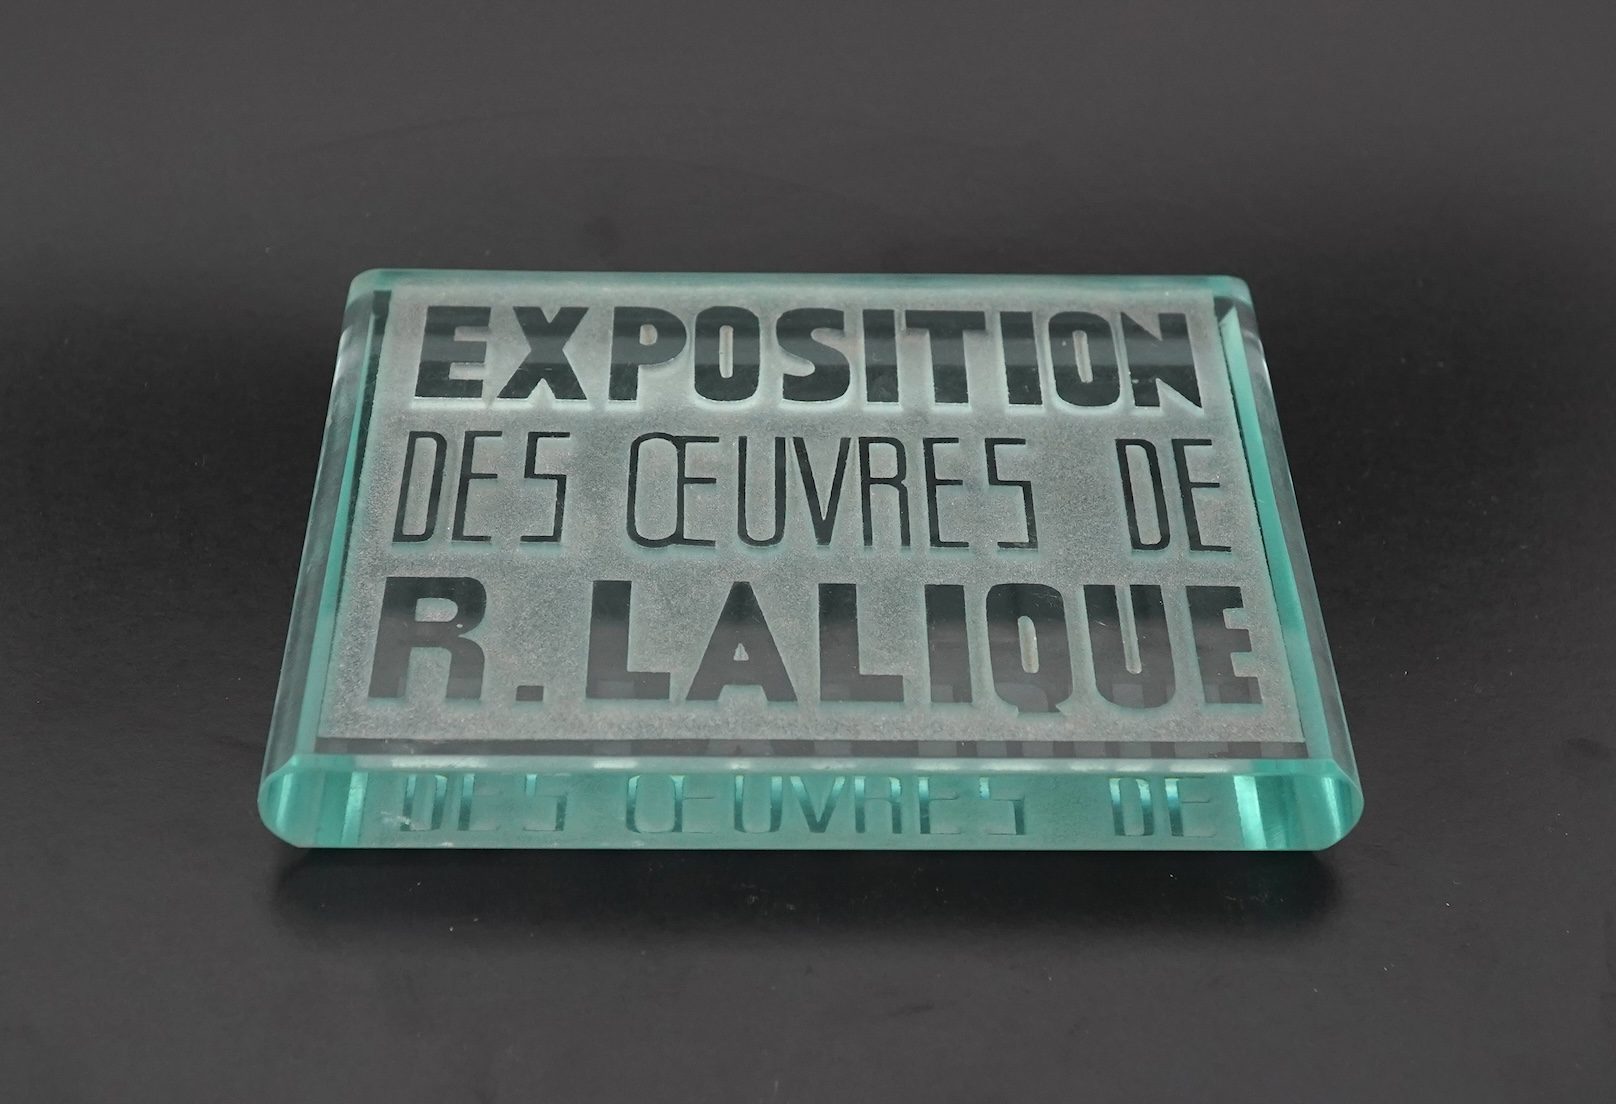 EXPOSITION
DES ŒUVRES DE
R. LALIQUE